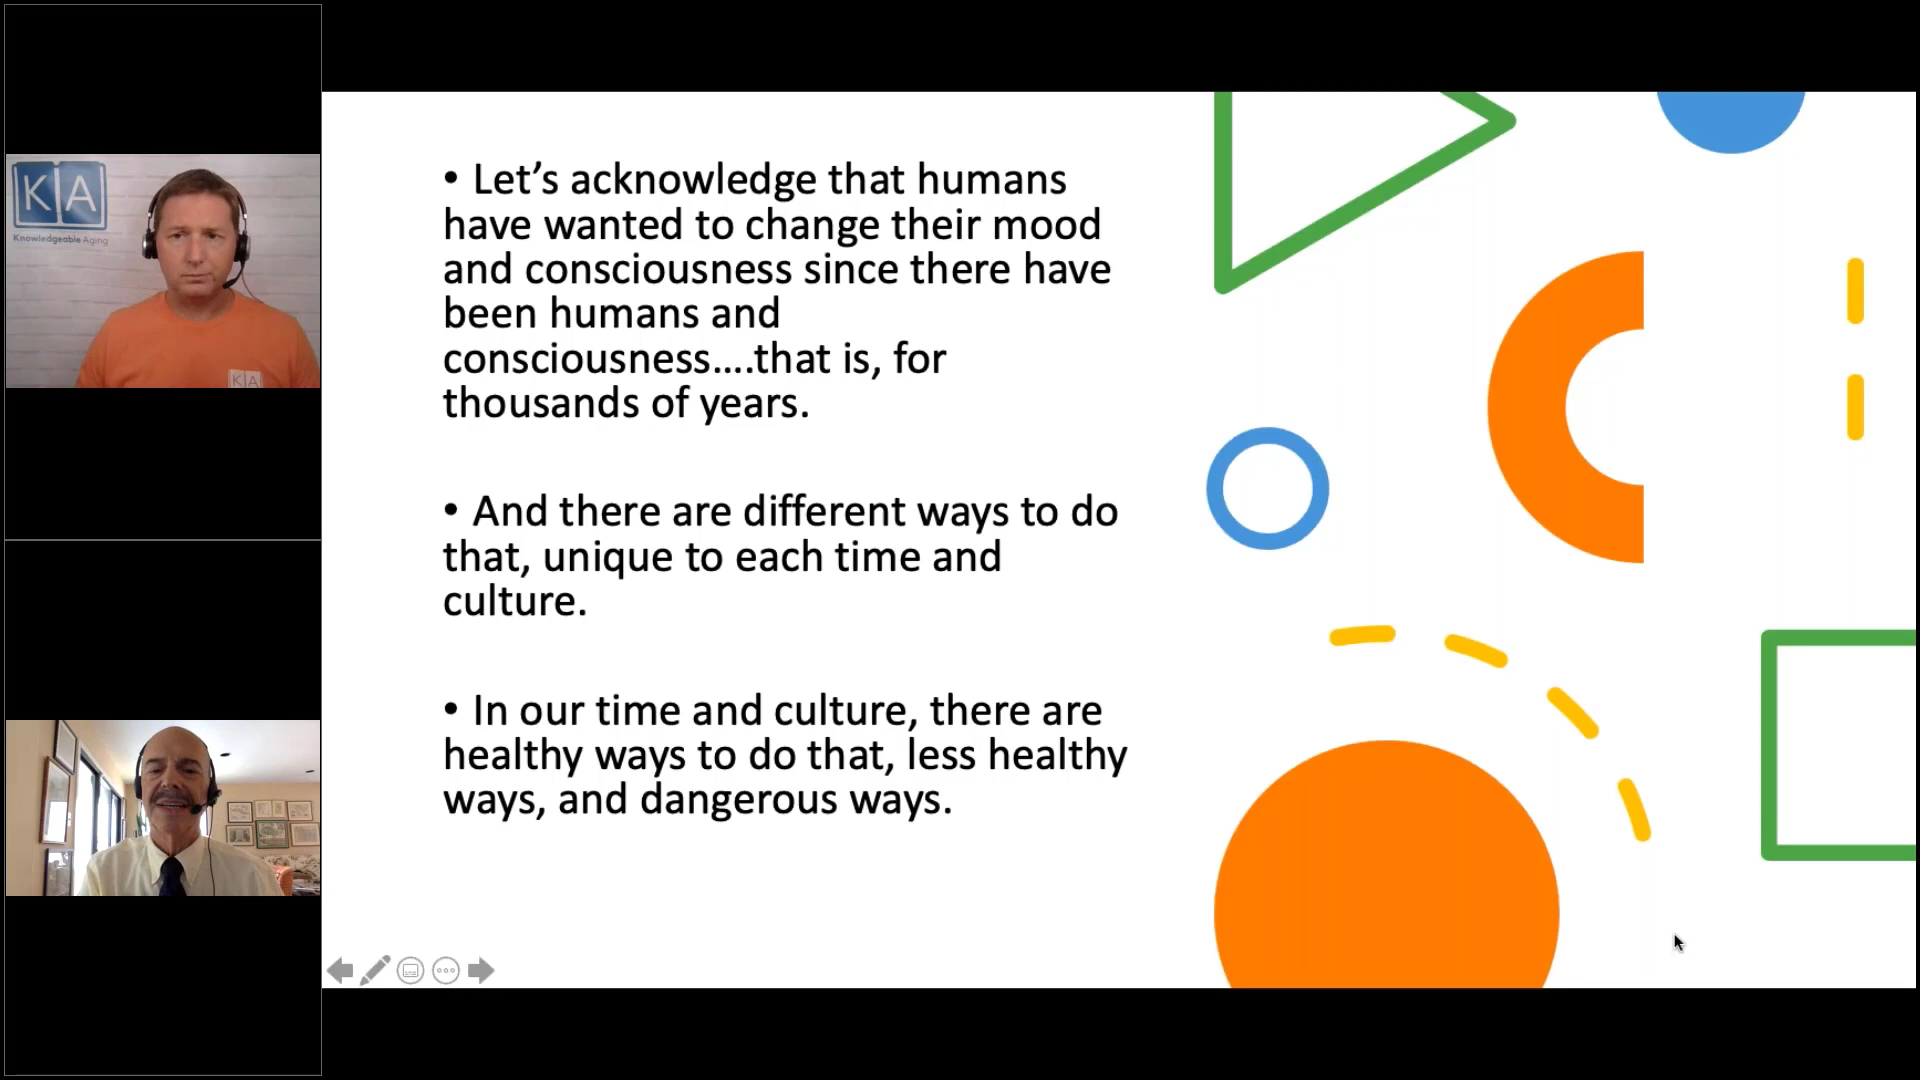 K A
Knowledgeable Aging
K A
• Let’s acknowledge that humans
have wanted to change their mood
and consciousness since there have
been humans and
consciousness....that is, for
thousands of years.
• And there are different ways to do
that, unique to each time and
culture.
• In our time and culture, there are
healthy ways to do that, less healthy
ways, and dangerous ways.